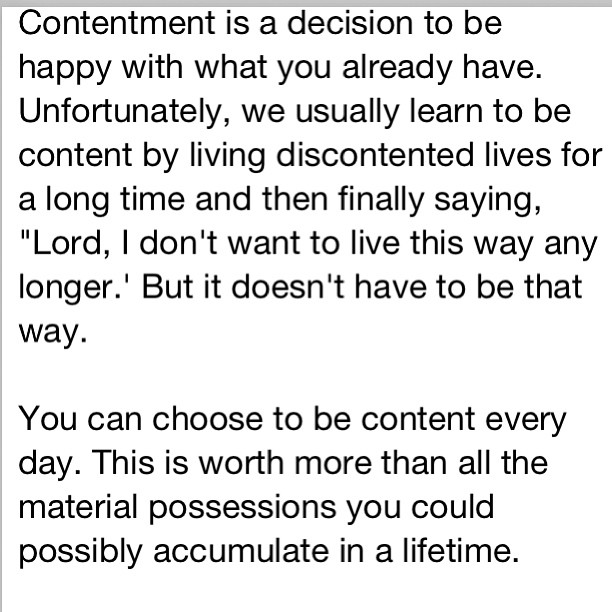 Contentment is a decision to be
happy with what you already have.
Unfortunately, we usually learn to be
content by living discontented lives for
a long time and then finally saying,
"Lord, I don't want to live this way any
longer.' But it doesn't have to be that
way.
You can choose to be content every
day. This is worth more than all the
material possessions you could
possibly accumulate in a lifetime.